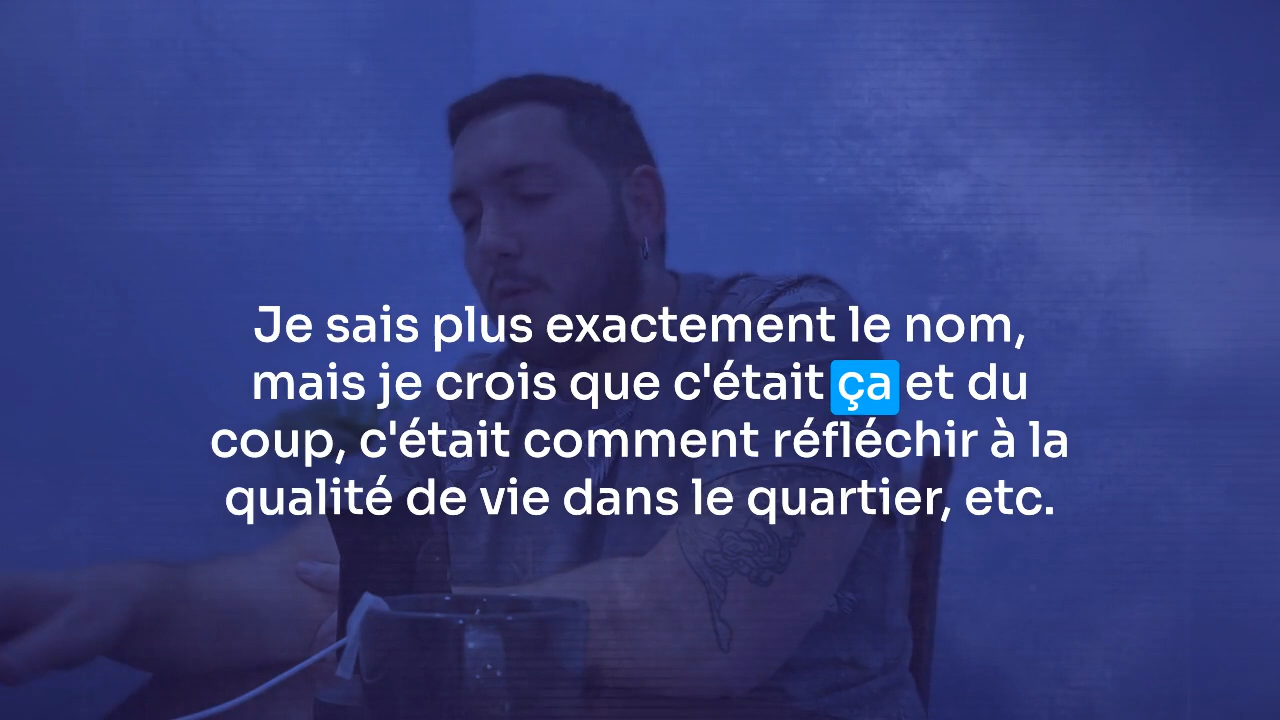 Je sais plus exactement le nom,
mais je crois que c'était ça et du
coup, c'était comment réfléchir à la
qualité de vie dans le quartier, etc.